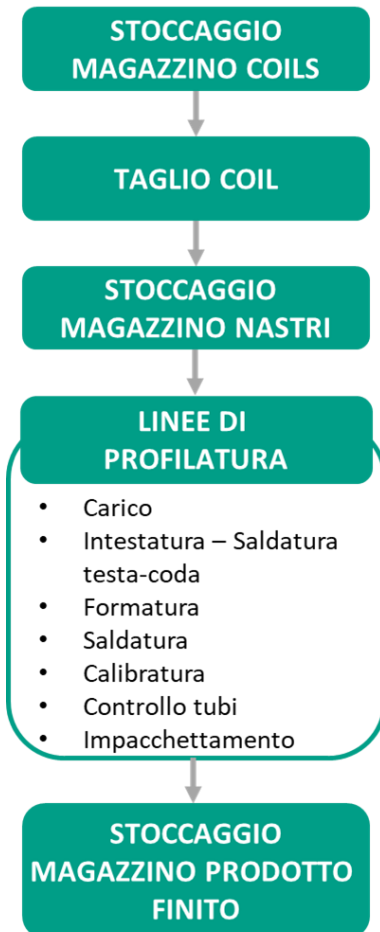 STOCCAGGIO
MAGAZZINO COILS
TAGLIO COIL
STOCCAGGIO
MAGAZZINO NASTRI
LINEE DI
PROFILATURA
• Carico
• Intestatura – Saldatura
testa-coda
• Formatura
• Saldatura
• Calibratura
• Controllo tubi
• Impacchettamento
STOCCAGGIO
MAGAZZINO PRODOTTO
FINITO